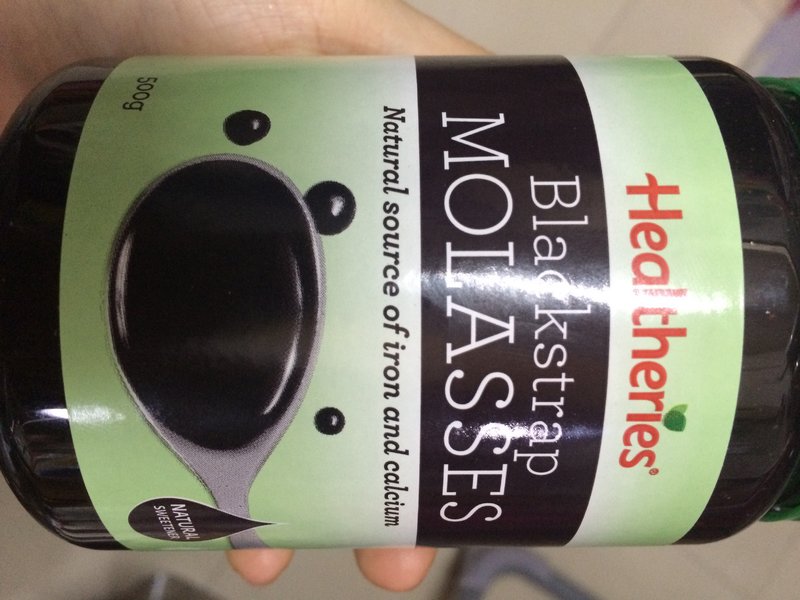 Healtheries®
Blackstrap
MOLASSES
Natural source of iron and calcium
NATURAL
SWEETENER
500g